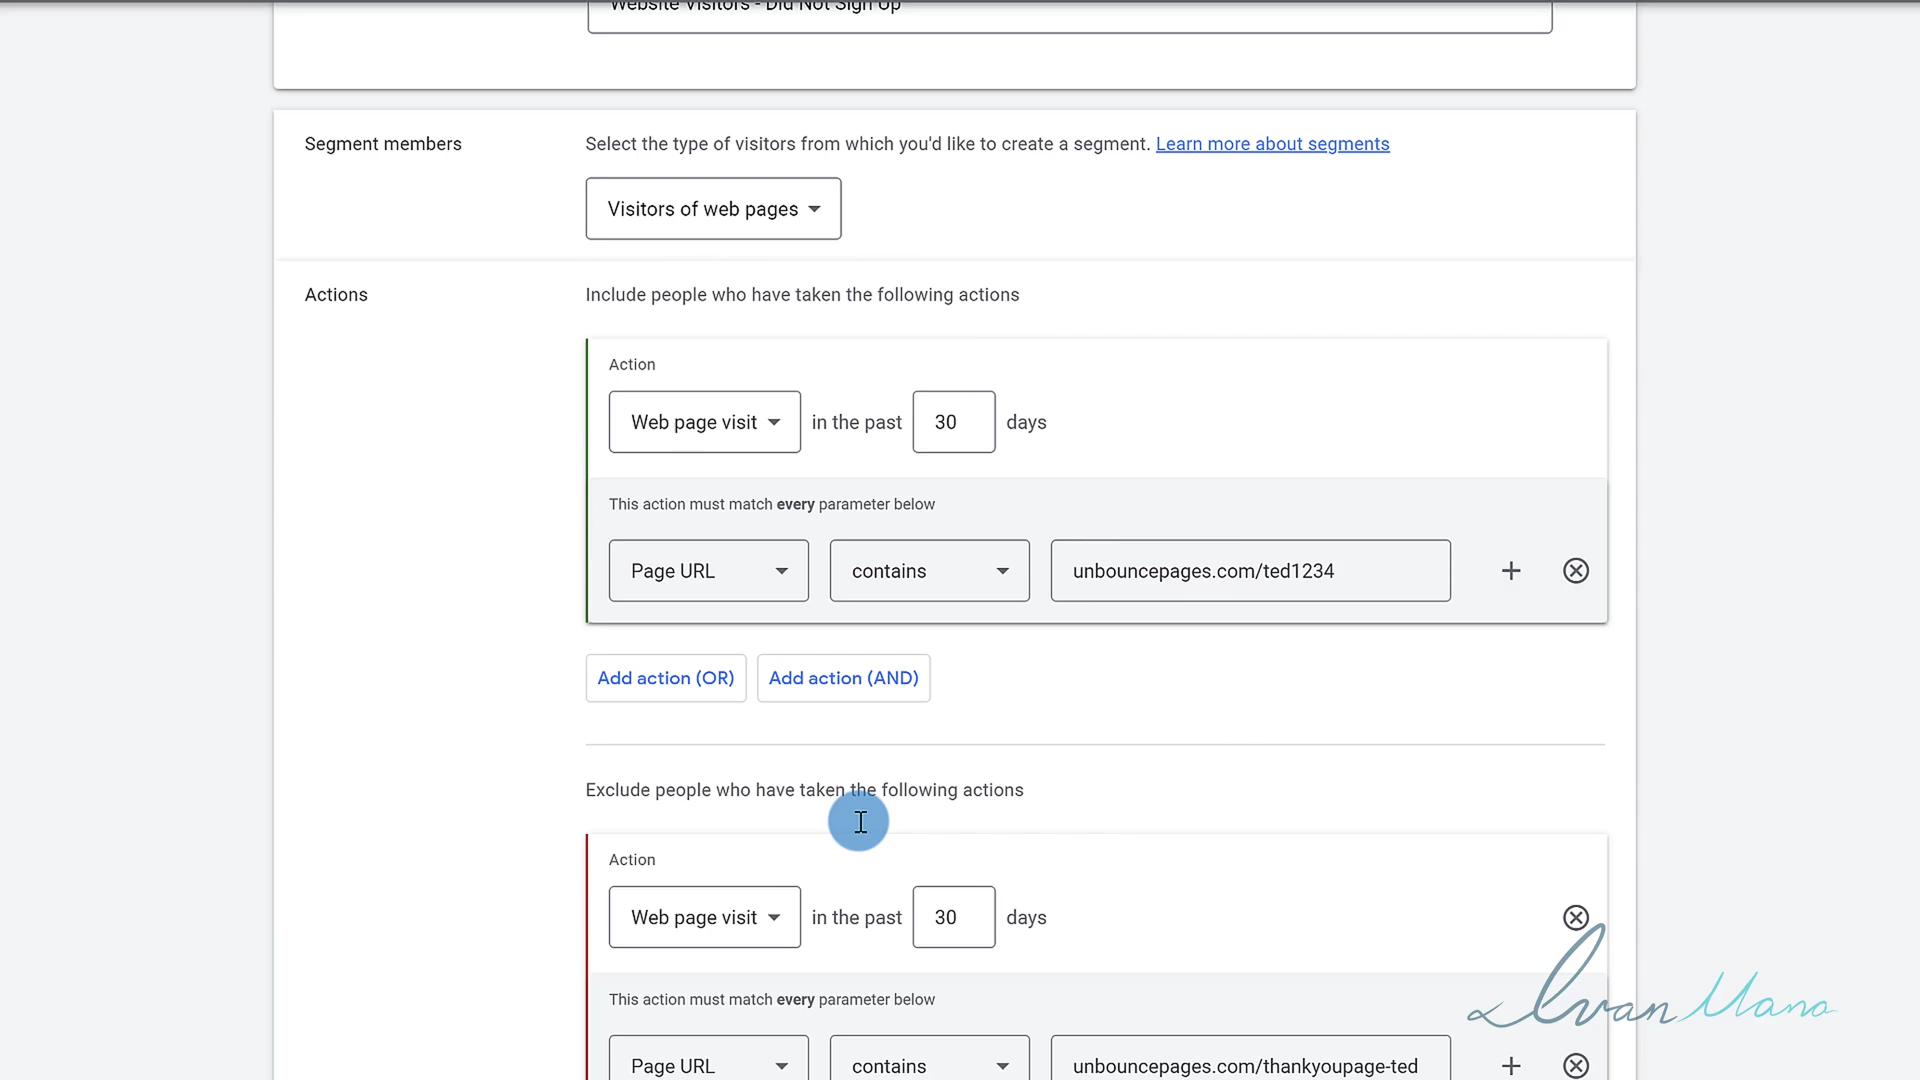 Website Visitors - Did Not Sign Up
Segment members
Select the type of visitors from which you'd like to create a segment. Learn more about segments
Visitors of web pages
Actions
Include people who have taken the following actions
Action
Web page visit in the past 30 days
This action must match every parameter below
Page URL contains unbouncepages.com/ted1234
Add action (OR) Add action (AND)
Exclude people who have taken the following actions
Action
Web page visit in the past 30 days
This action must match every parameter below
Page URL contains unbouncepages.com/thankyoupage-ted
Ivan Mana